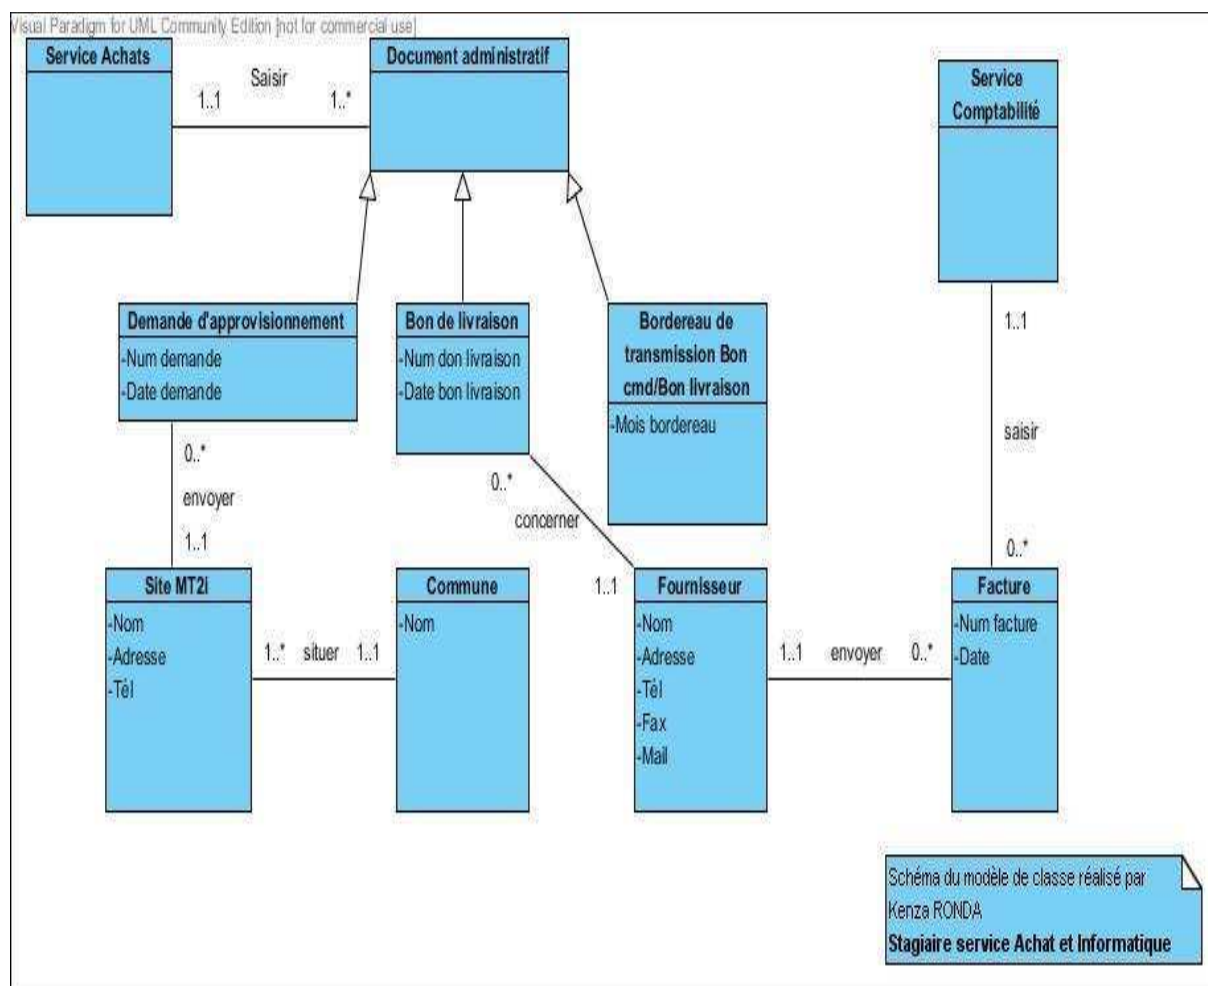 Visual Paradigm for UML Community Edition [not for commercial use]
Service Achats
Saisir
1..1
1..*
Document administratif
Service
Comptabilité
Demande d'approvisionnement
-Num demande
-Date demande
Bon de livraison
-Num don livraison
-Date bon livraison
Bordereau de
transmission Bon
cmd/Bon livraison
-Mois bordereau
1..1
saisir
0..*
0..*
envoyer
1..1
0..*
concerner
1..1
Site MT2i
-Nom
-Adresse
-Tél
1..* situer 1..1
Commune
-Nom
Fournisseur
-Nom
-Adresse
-Tél
-Fax
-Mail
1..1 envoyer 0..*
Facture
-Num facture
-Date
Schéma du modèle de classe réalisé par
Kenza RONDA
Stagiaire service Achat et Informatique